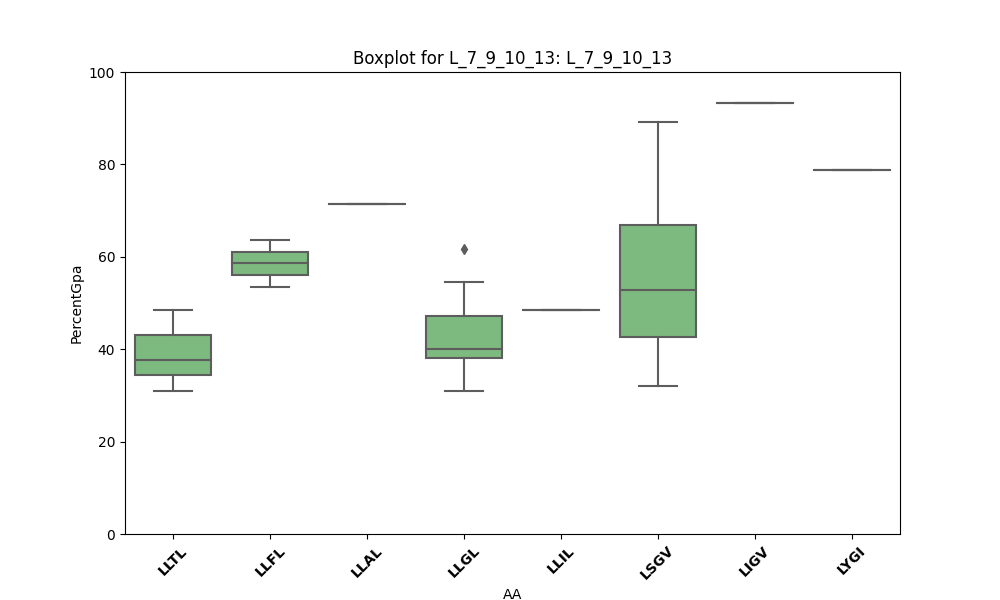 Boxplot for L_7_9_10_13: L_7_9_10_13
100
80
60
40
20
0
PercentGpa
LLTL
LLFL
LLAL
LLGL
LLIL
LSGV
LIGV
LYGI
AA